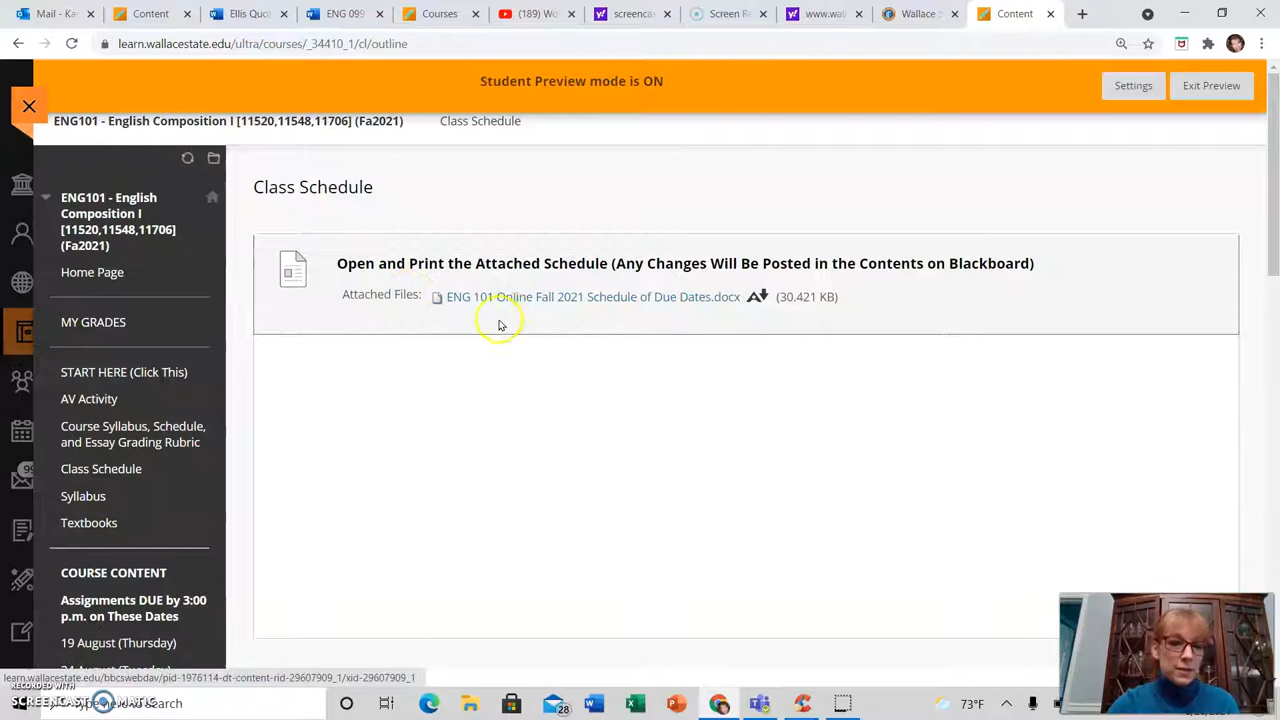 Mail - Ka
Content
Ellis Quo
ENG 099
Courses
(189) Wo
screenca
Screen Re
www.wal
Wallace
Content
learn.wallacestate.edu/ultra/courses/_34410_1/cl/outline
Student Preview mode is ON
Settings
Exit Preview
ENG101 - English Composition I [11520,11548,11706] (Fa2021)
Class Schedule
ENG101 - English
Composition I
[11520,11548,11706]
(Fa2021)
Home Page
MY GRADES
START HERE (Click This)
AV Activity
Course Syllabus, Schedule,
and Essay Grading Rubric
Class Schedule
Syllabus
Textbooks
COURSE CONTENT
Assignments DUE by 3:00
p.m. on These Dates
19 August (Thursday)
24 August (Tuesday)
Class Schedule
Open and Print the Attached Schedule (Any Changes Will Be Posted in the Contents on Blackboard)
Attached Files:
ENG 101 Online Fall 2021 Schedule of Due Dates.docx
(30.421 KB)
learn.wallacestate.edu/bbcswebdav/pid-1976114-dt-content-rid-29607909_1/xid-29607909_1
RECORDED WITH
SCREENCAST MATIC
here to search
28
73°F